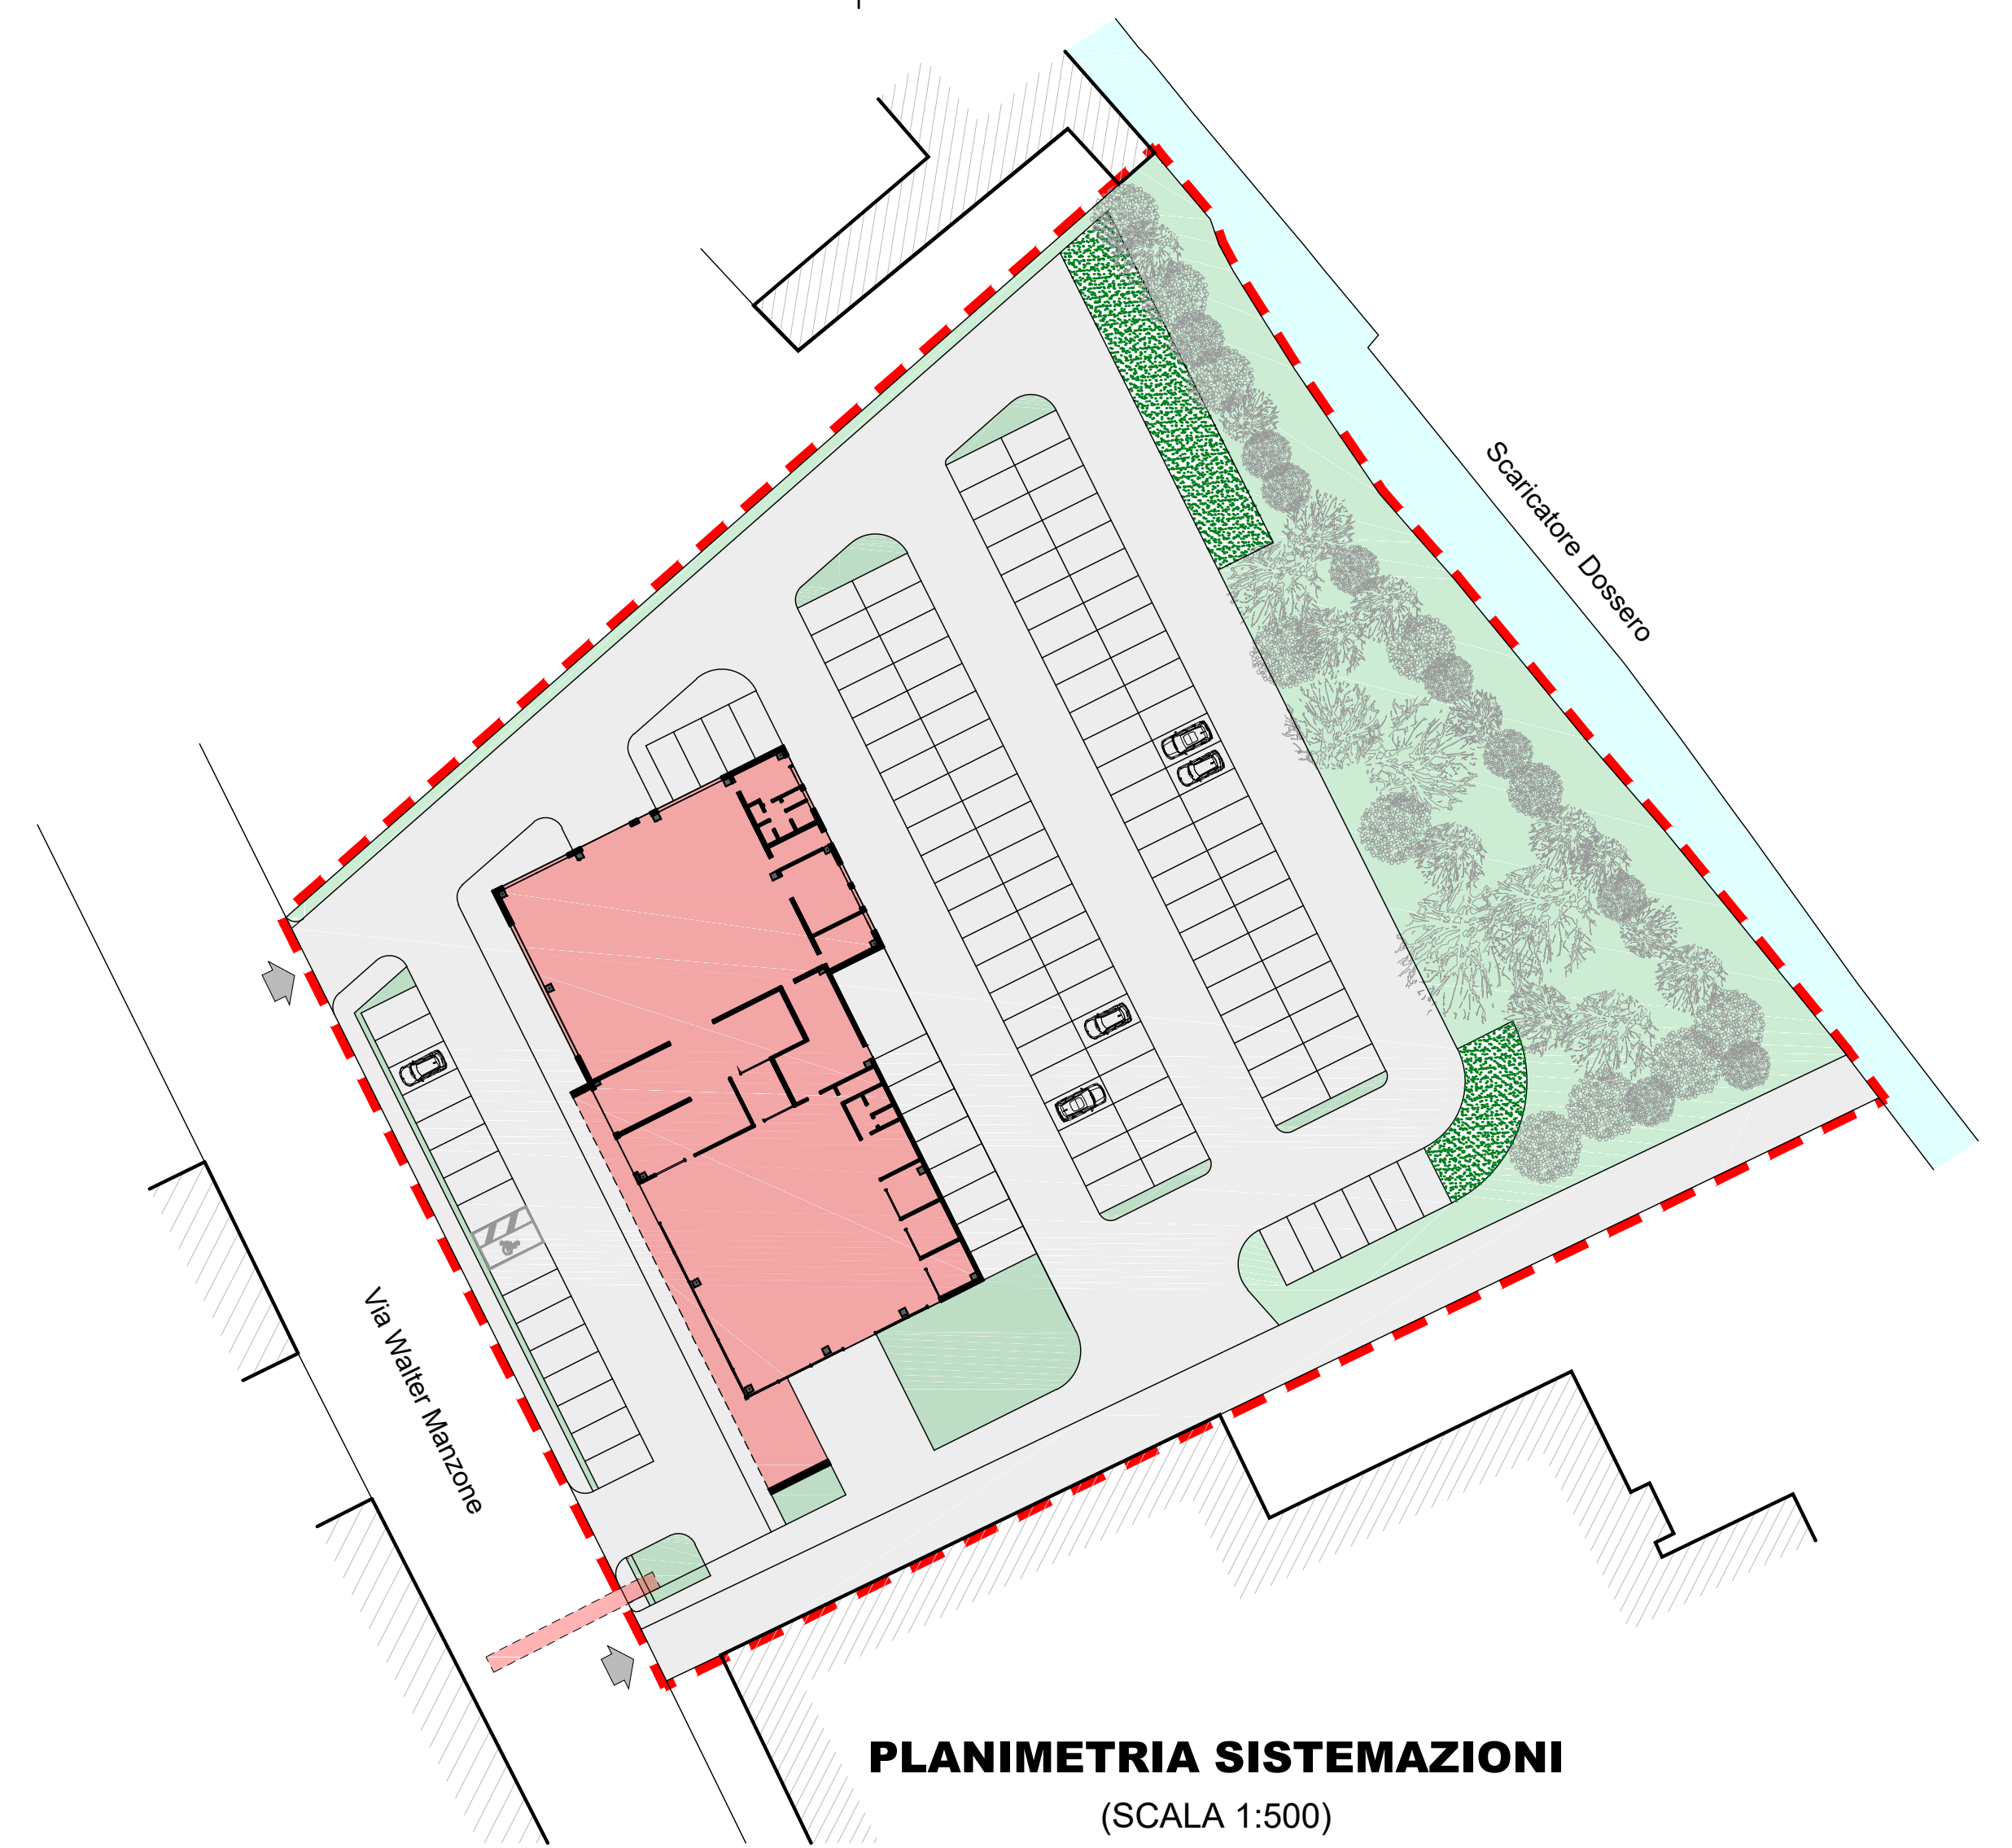 Scaricatore Dossero
Via Walter Manzone
PLANIMETRIA SISTEMAZIONI
(SCALA 1:500)